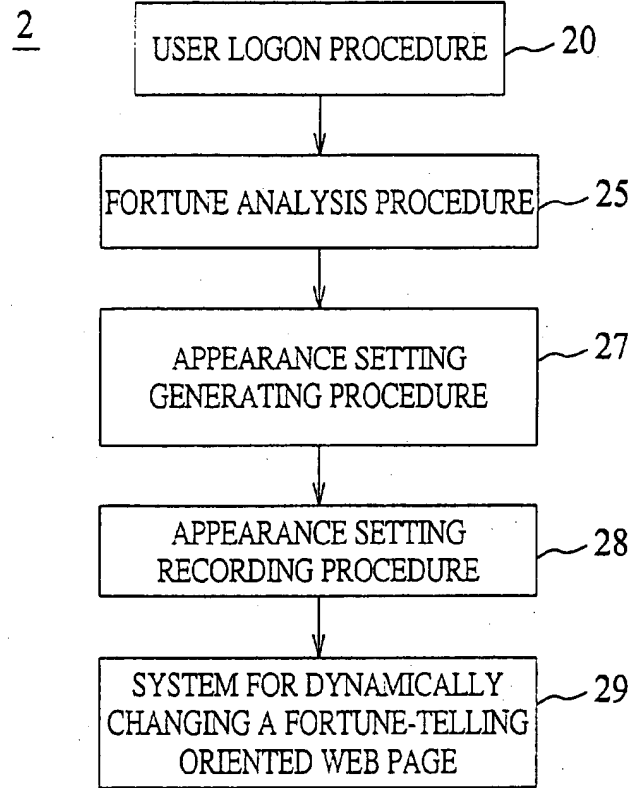 2
USER LOGON PROCEDURE
20
FORTUNE ANALYSIS PROCEDURE
25
APPEARANCE SETTING
GENERATING PROCEDURE
27
APPEARANCE SETTING
RECORDING PROCEDURE
28
SYSTEM FOR DYNAMICALLY
CHANGING A FORTUNE-TELLING
ORIENTED WEB PAGE
29